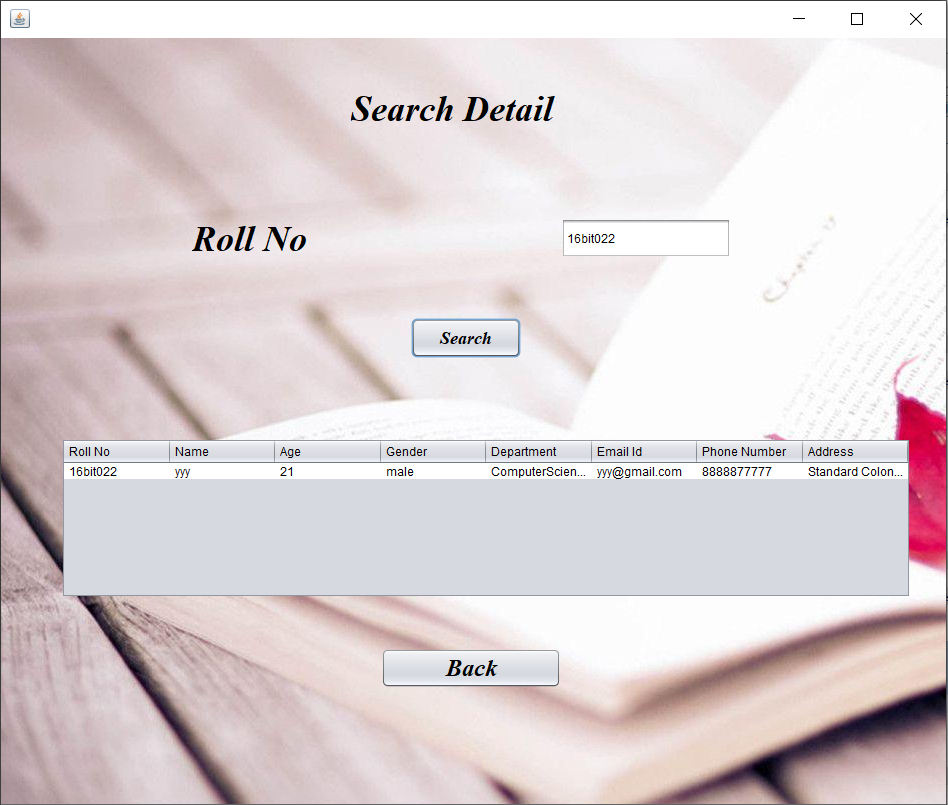 Search Detail
Roll No 16bit022
Search
Roll No Name Age Gender Department Email Id Phone Number Address
16bit022 yyy 21 male ComputerScien... yyy@gmail.com 8888877777 Standard Colon...
Back